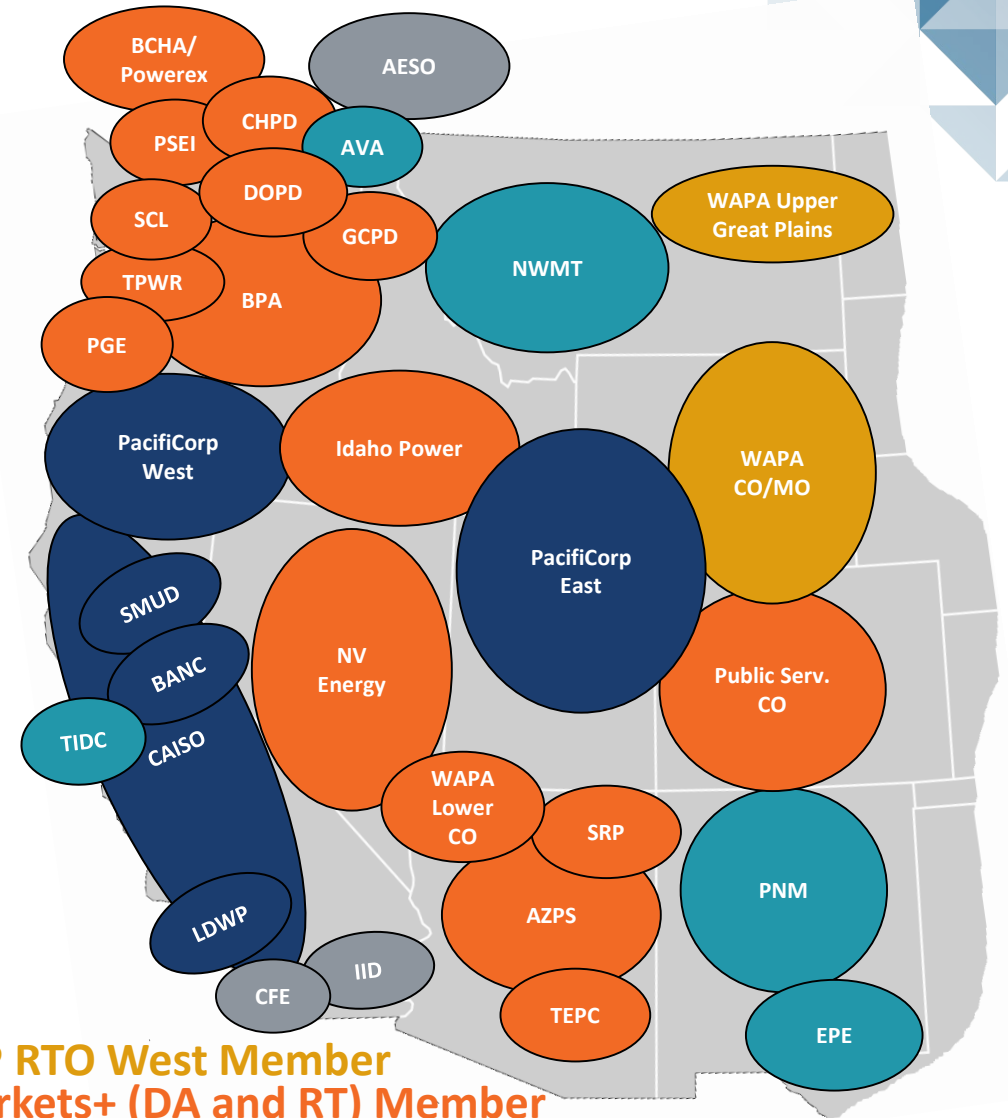 BCHA/
Powerex
AESO
CHPD
PSEI
AVA
DOPD
SCL
GCPD
WAPA Upper
Great Plains
NWMT
TPWR
BPA
PGE
PacifiCorp
West
Idaho Power
WAPA
CO/MO
PacifiCorp
East
SMUD
BANC
NV
Energy
Public Serv.
CO
TIDC
CAISO
WAPA
Lower
CO
SRP
PNM
AZPS
LDWP
IID
CFE
TEPC
EPE
RTO West Member
rkets+ (DA and RT) Member